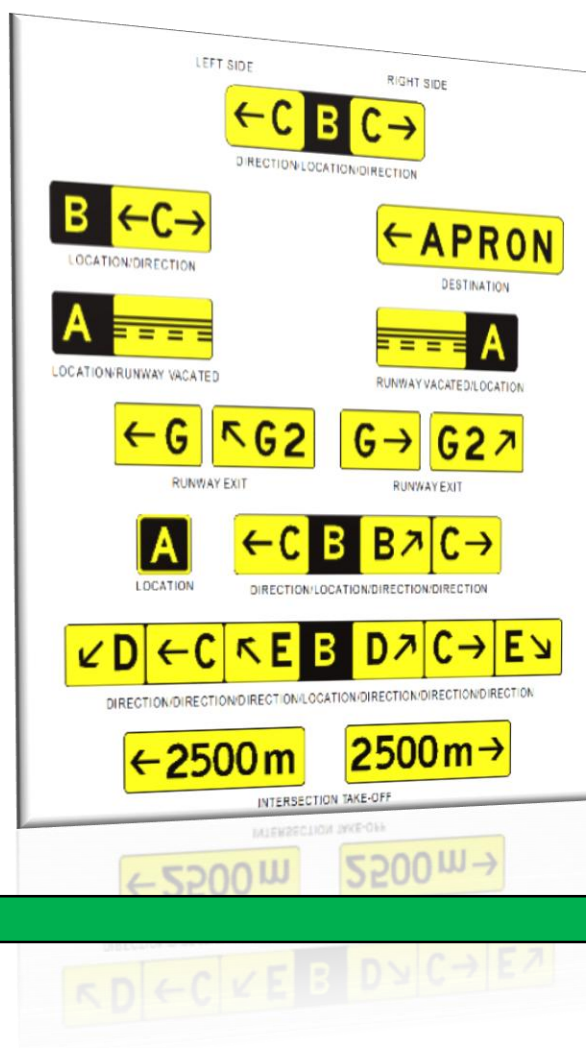 LEFT SIDE
RIGHT SIDE
←C B C→
DIRECTION/LOCATION/DIRECTION
B ←C→
LOCATION/DIRECTION
←APRON
DESTINATION
A
LOCATION/RUNWAY VACATED
A
RUNWAY VACATED/LOCATION
←G ↖G2
RUNWAY EXIT
G→ G2↗
RUNWAY EXIT
A
LOCATION
←C B B↗ C→
DIRECTION/LOCATION/DIRECTION/DIRECTION
↙D ←C ↖E B D↗ C→ E↘
DIRECTION/DIRECTION/DIRECTION/LOCATION/DIRECTION/DIRECTION/DIRECTION
←2500m
2500m→
INTERSECTION TAKE-OFF